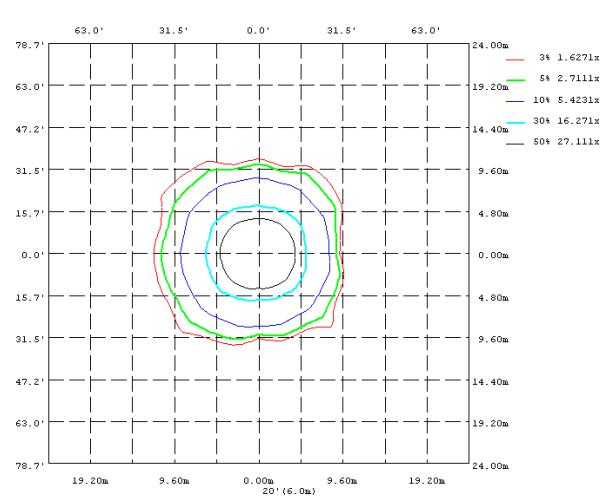 63.0' 31.5' 0.0' 31.5' 63.0'
78.7' 24.00m
3% 1.627lx
63.0' 19.20m
5% 2.711lx
10% 5.423lx
47.2' 14.40m
30% 16.27lx
50% 27.11lx
31.5' 9.60m
15.7' 4.80m
0.0' 0.00m
15.7' 4.80m
31.5' 9.60m
47.2' 14.40m
63.0' 19.20m
78.7' 24.00m
19.20m 9.60m 0.00m 9.60m 19.20m
20'(6.0m)